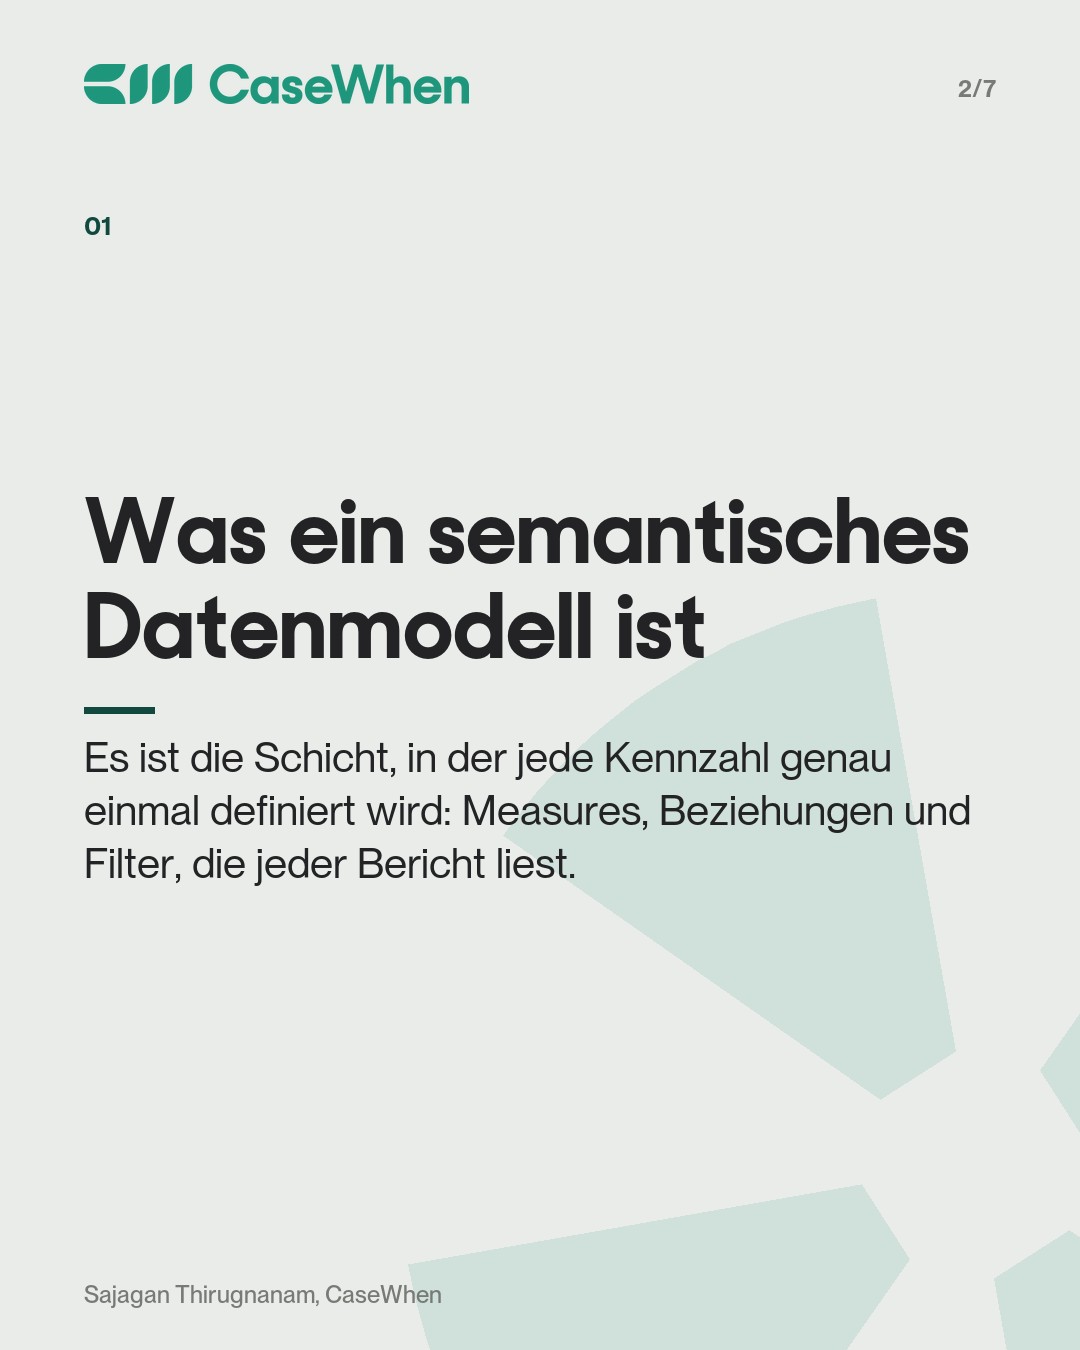 CaseWhen
2/7
01
Was ein semantisches
Datenmodell ist
Es ist die Schicht, in der jede Kennzahl genau
einmal definiert wird: Measures, Beziehungen und
Filter, die jeder Bericht liest.
Sajagan Thirugnanam, CaseWhen